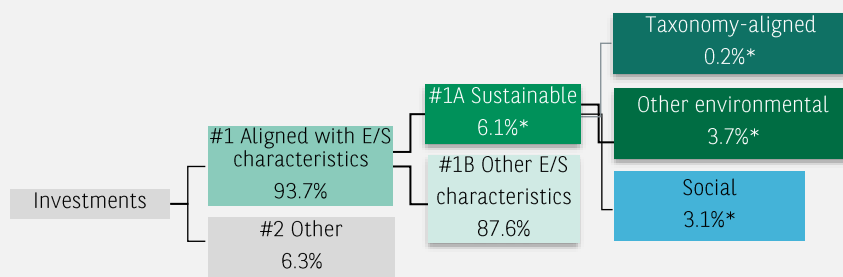 Investments
#1 Aligned with E/S
characteristics
93.7%
#2 Other
6.3%
#1A Sustainable
6.1%*
#1B Other E/S
characteristics
87.6%
Taxonomy-aligned
0.2%*
Other environmental
3.7%*
Social
3.1%*